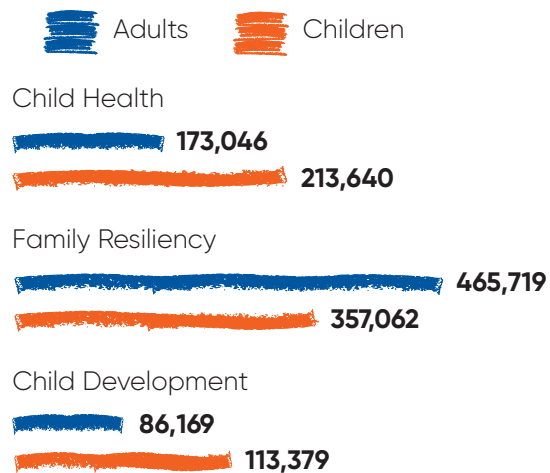 Adults Children
Child Health
173,046
213,640
Family Resiliency
465,719
357,062
Child Development
86,169
113,379